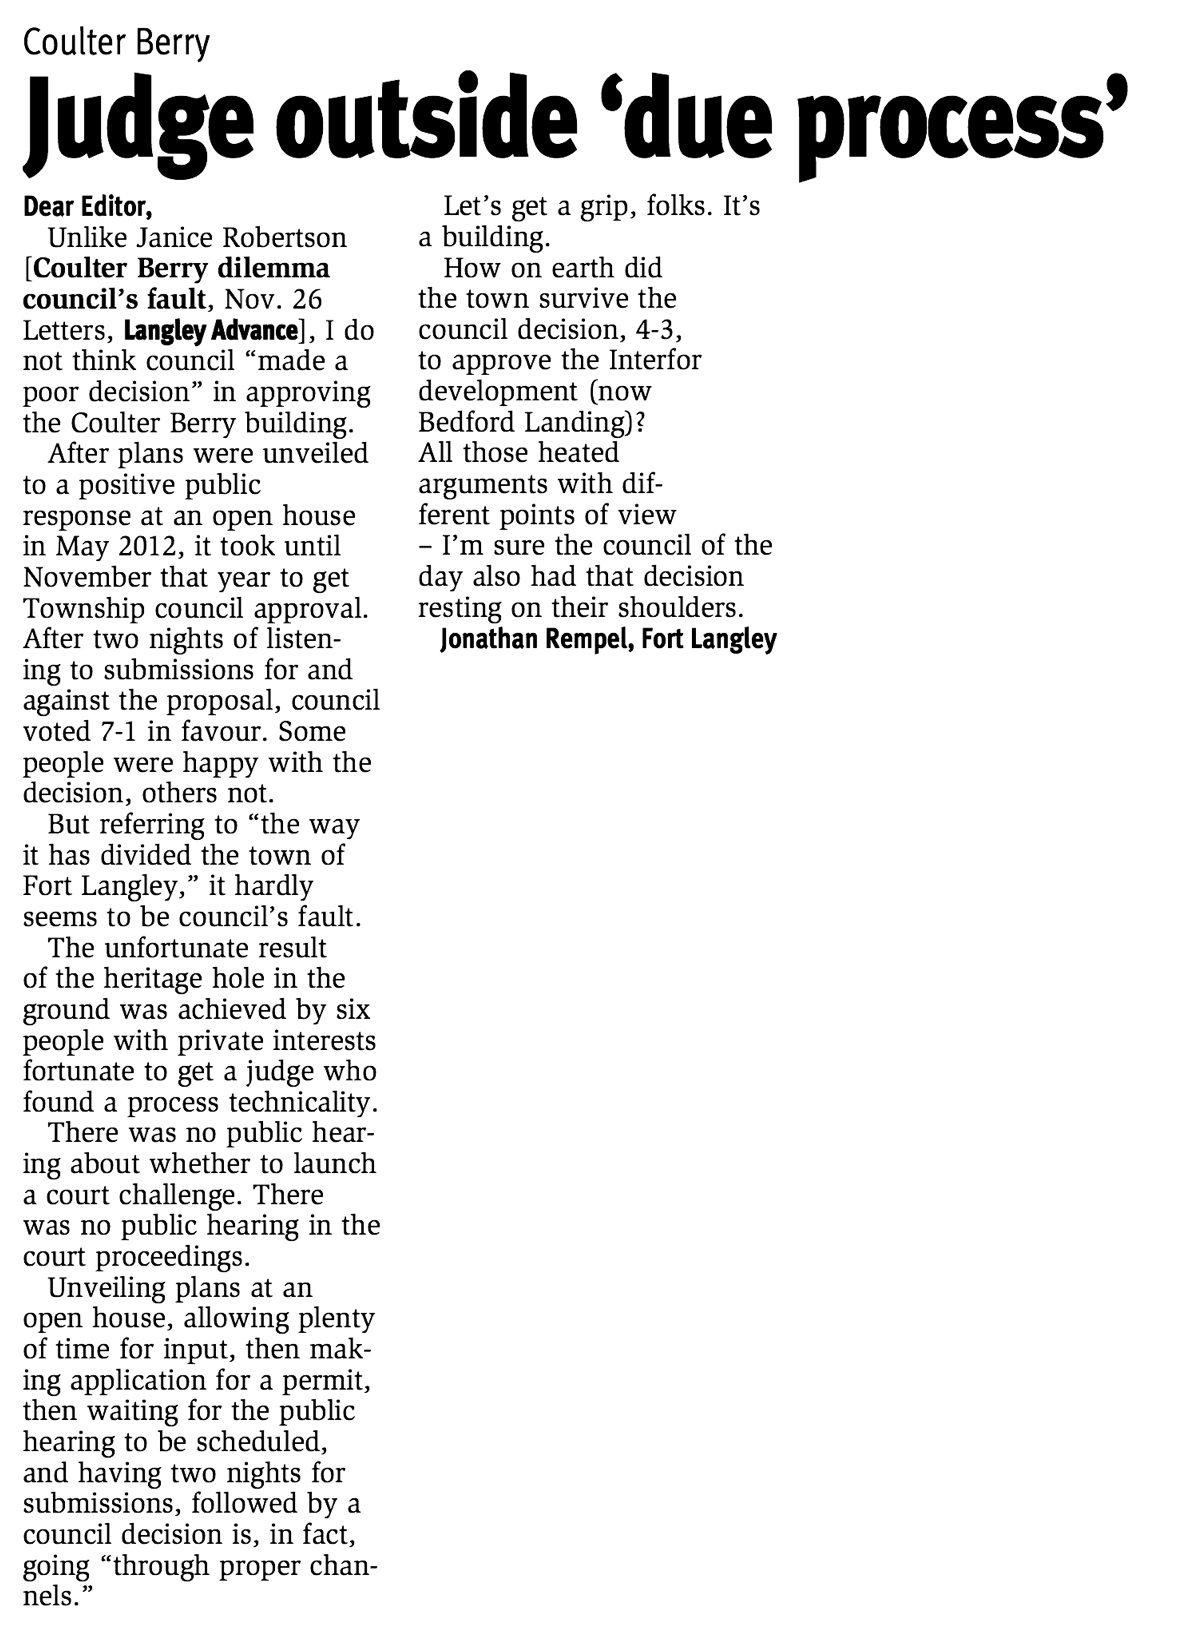 Coulter Berry
Judge outside ‘due process’
Dear Editor,
Unlike Janice Robertson
[Coulter Berry dilemma
council’s fault, Nov. 26
Letters, Langley Advance], I do
not think council “made a
poor decision” in approving
the Coulter Berry building.
After plans were unveiled
to a positive public
response at an open house
in May 2012, it took until
November that year to get
Township council approval.
After two nights of listen-
ing to submissions for and
against the proposal, council
voted 7-1 in favour. Some
people were happy with the
decision, others not.
But referring to “the way
it has divided the town of
Fort Langley,” it hardly
seems to be council’s fault.
The unfortunate result
of the heritage hole in the
ground was achieved by six
people with private interests
fortunate to get a judge who
found a process technicality.
There was no public hear-
ing about whether to launch
a court challenge. There
was no public hearing in the
court proceedings.
Unveiling plans at an
open house, allowing plenty
of time for input, then mak-
ing application for a permit,
then waiting for the public
hearing to be scheduled,
and having two nights for
submissions, followed by a
council decision is, in fact,
going “through proper chan-
nels.”
Let’s get a grip, folks. It’s
a building.
How on earth did
the town survive the
council decision, 4-3,
to approve the Interfor
development (now
Bedford Landing)?
All those heated
arguments with dif-
ferent points of view
– I’m sure the council of the
day also had that decision
resting on their shoulders.
Jonathan Rempel, Fort Langley